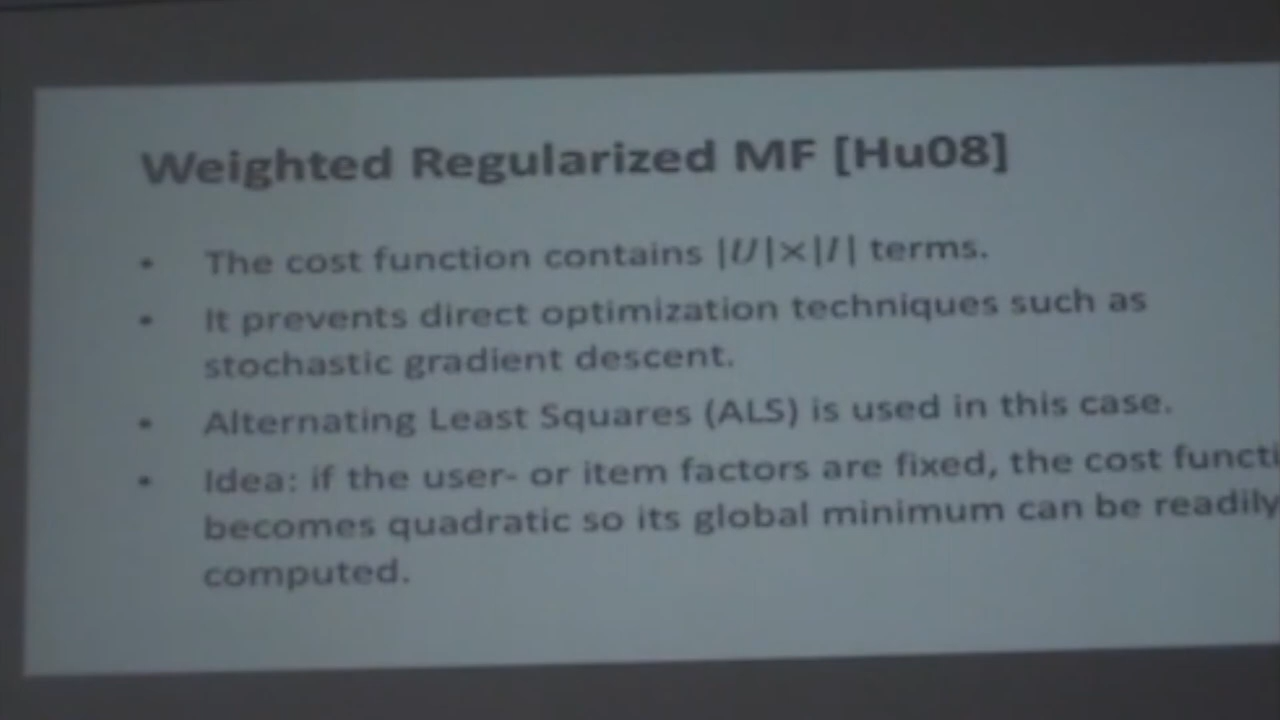 Weighted Regularized MF [Hu08]
• The cost function contains |U|×|I| terms.
• It prevents direct optimization techniques such as
stochastic gradient descent.
• Alternating Least Squares (ALS) is used in this case.
• Idea: if the user- or item factors are fixed, the cost functi
becomes quadratic so its global minimum can be readily
computed.